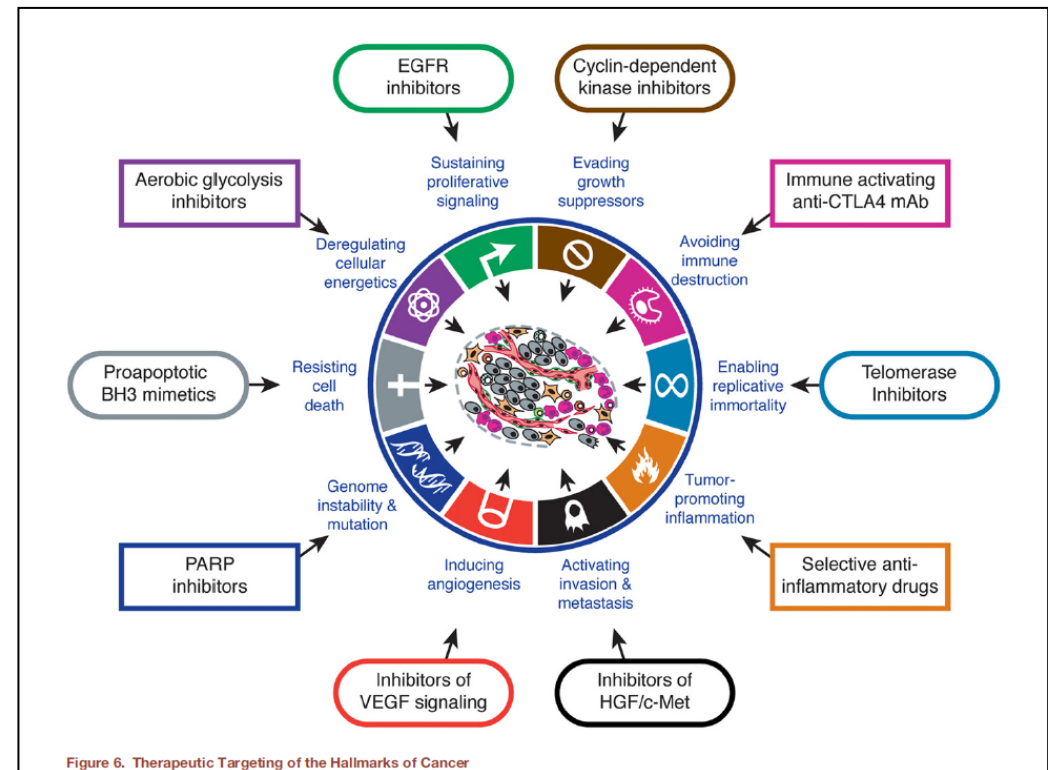 EGFR
inhibitors
Cyclin-dependent
kinase inhibitors
Sustaining
proliferative
signaling
Evading
growth
suppressors
Aerobic glycolysis
inhibitors
Immune activating
anti-CTLA4 mAb
Deregulating
cellular
energetics
Avoiding
immune
destruction
Proapoptotic
BH3 mimetics
Resisting
cell
death
Enabling
replicative
immortality
Telomerase
Inhibitors
Genome
instability &
mutation
Tumor-
promoting
inflammation
PARP
inhibitors
Inducing
angiogenesis
Activating
invasion &
metastasis
Selective anti-
inflammatory drugs
Inhibitors of
VEGF signaling
Inhibitors of
HGF/c-Met
Figure 6. Therapeutic Targeting of the Hallmarks of Cancer